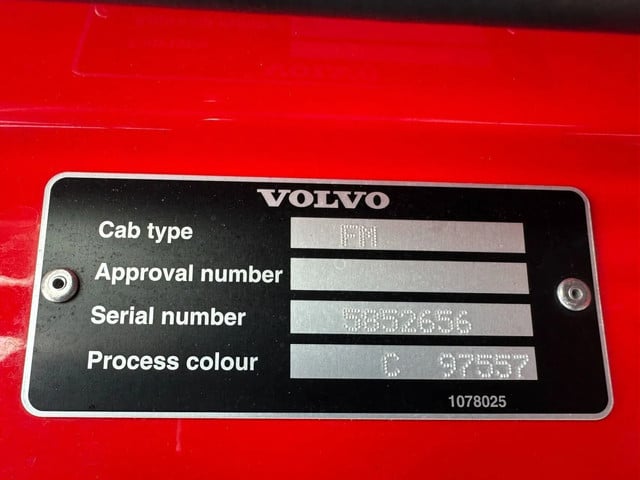 VOLVO
Cab type FM
Approval number
Serial number 5852656
Process colour C 97557
1078025